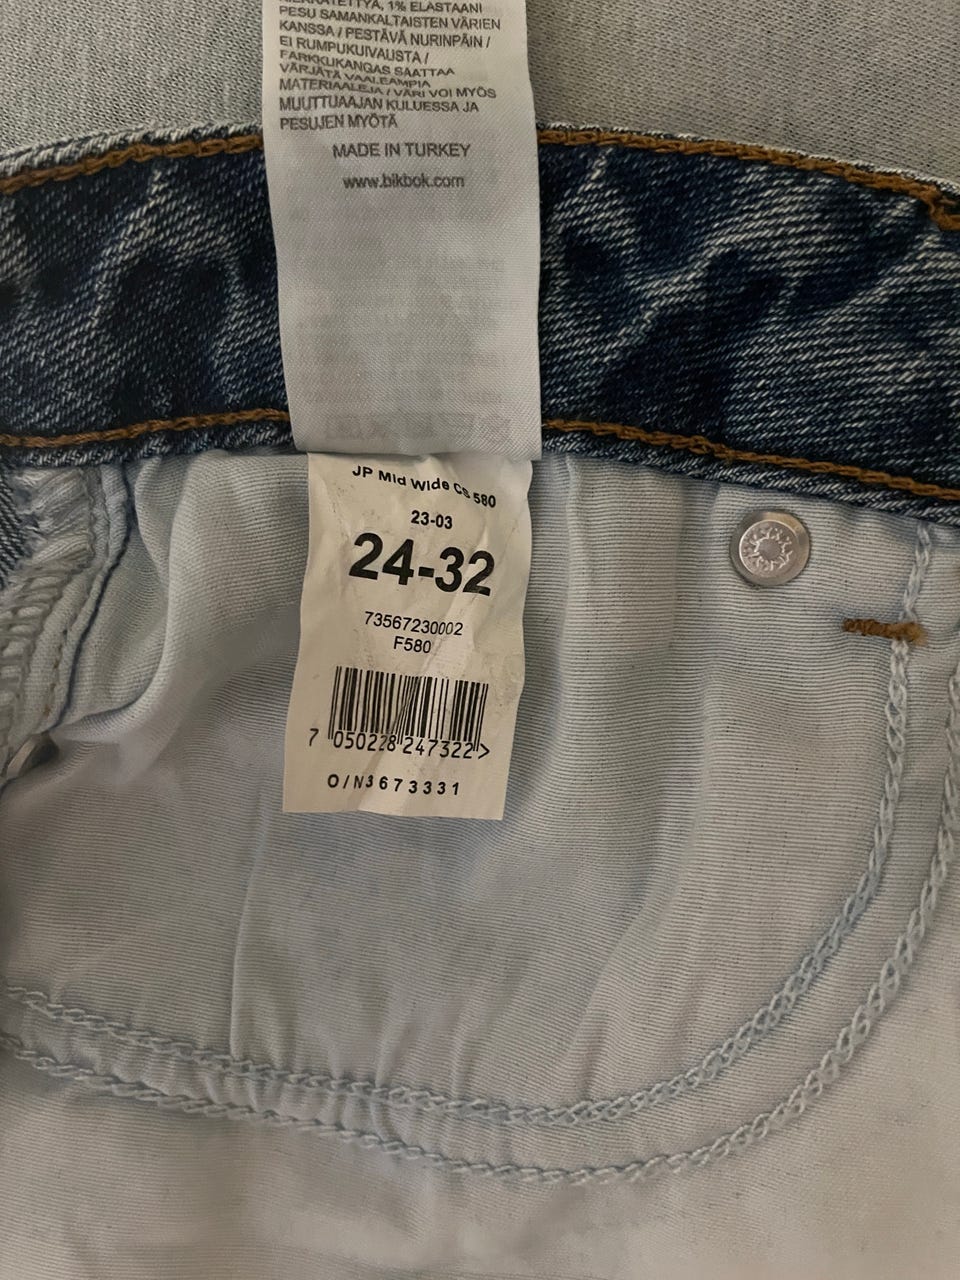 KIERRÄTETTYÄ, 1% ELASTAANI
PESU SAMANKALTAISTEN VÄRIEN
KANSSA / PESTÄVÄ NURINPÄIN /
EI RUMPUKUIVAUSTA /
FARKKUKANGAS SAATTAA
VÄRJÄTÄ VAALEAMPIA
MATERIAALEJA / VÄRI VOI MYÖS
MUUTTUAAJAN KULUESSA JA
PESUJEN MYÖTÄ
MADE IN TURKEY
www.bikbok.com
JP Mid Wide CS 580
23-03
24-32
73567230002
F580
7 050228 247322 >
O/N3673331